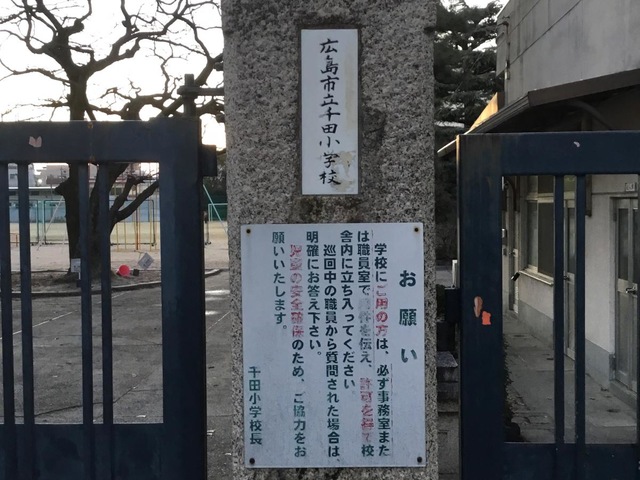 広島市立千田小学校
お願い
学校にご用の方は、必ず事務室また
は職員室で用件を伝え、許可を得て校
舎内に立ち入ってください
巡回中の職員から質問された場合は、
明確にお答え下さい。
児童の安全確保のため、ご協力をお
願いいたします。
千田小学校長